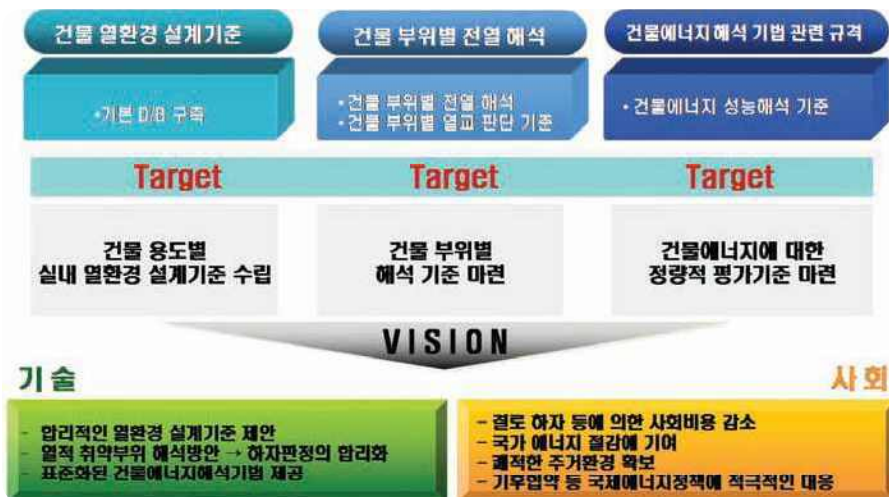 건물 열환경 설계기준
건물 부위별 전열 해석
건물에너지 해석 기법 관련 규격
•기본 D/B 구축
•건물 부위별 전열 해석
•건물 부위별 열교 판단 기준
•건물에너지 성능해석 기준
Target
Target
Target
건물 용도별
실내 열환경 설계기준 수립
건물 부위별
해석 기준 마련
건물에너지에 대한
정량적 평가기준 마련
VISION
기술
사회
- 합리적인 열환경 설계기준 제안
- 열적 취약부위 해석방안 → 하자판정의 합리화
- 표준화된 건물에너지해석기법 제공
- 결로 하자 등에 의한 사회비용 감소
- 국가 에너지 절감에 기여
- 쾌적한 주거환경 확보
- 기후협약 등 국제에너지정책에 적극적인 대응